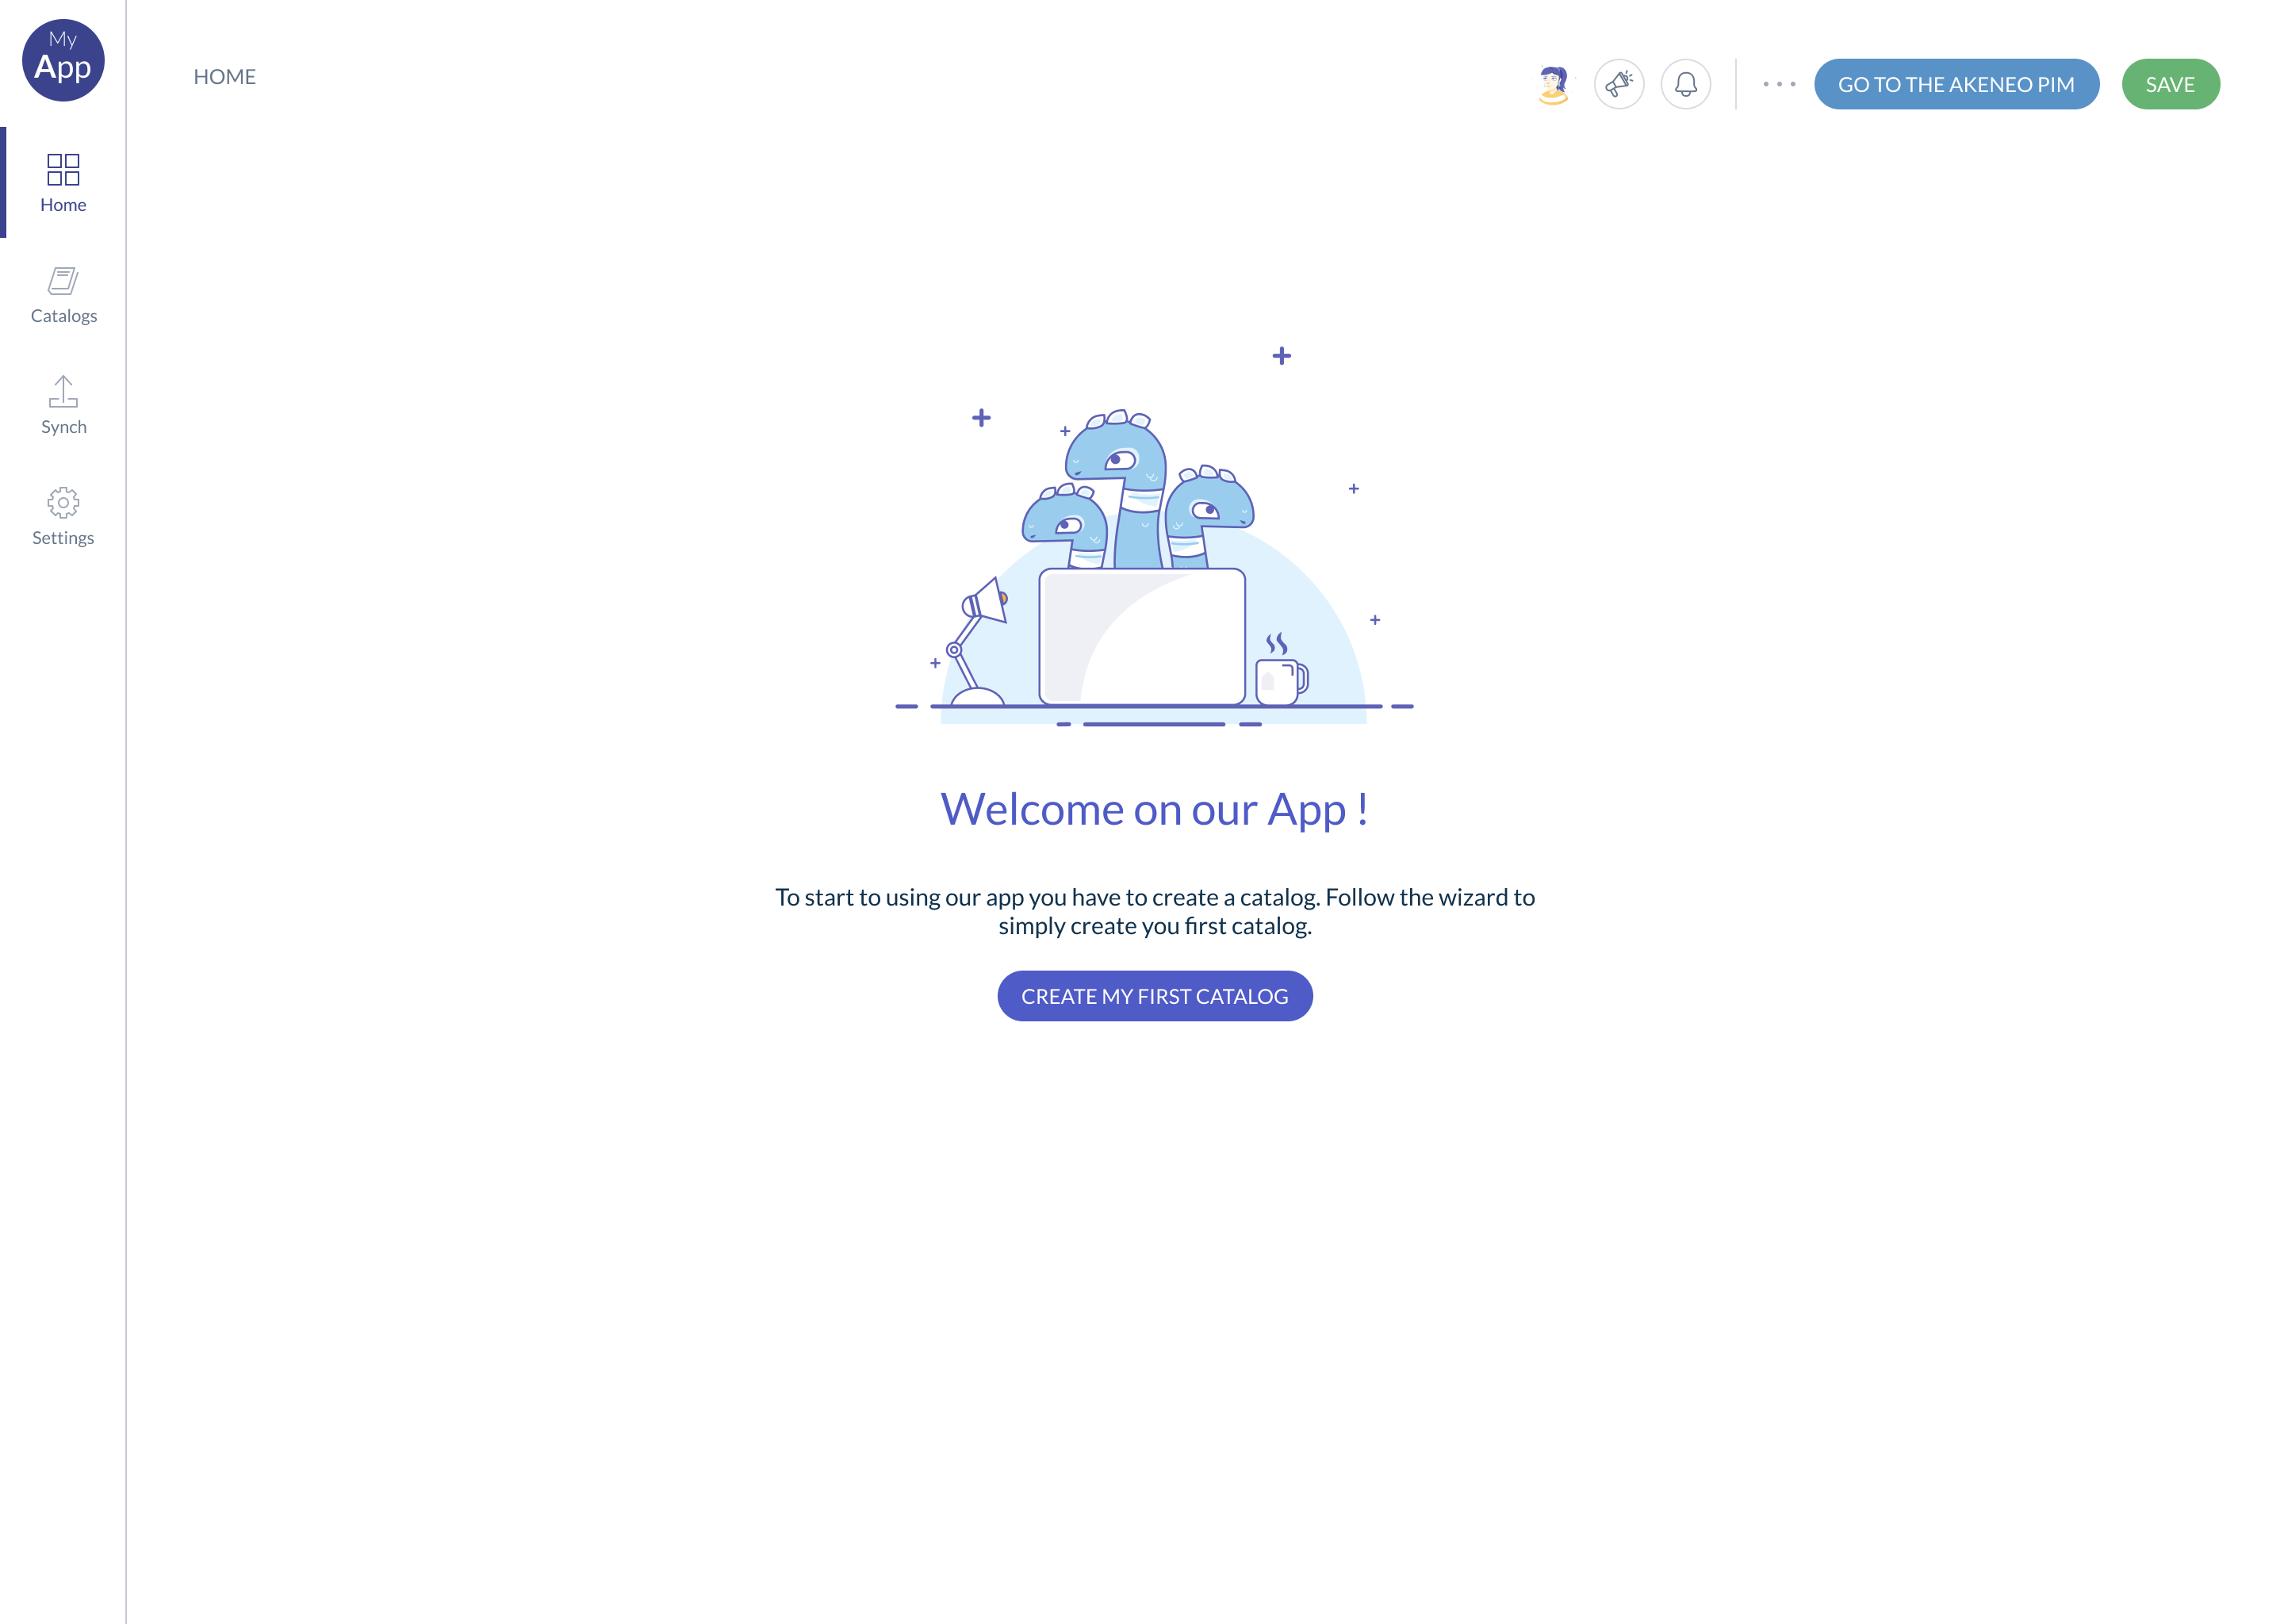 My
App
HOME
GO TO THE AKENEO PIM
SAVE
Home
Catalogs
Synch
Settings
Welcome on our App !
To start to using our app you have to create a catalog. Follow the wizard to
simply create you first catalog.
CREATE MY FIRST CATALOG